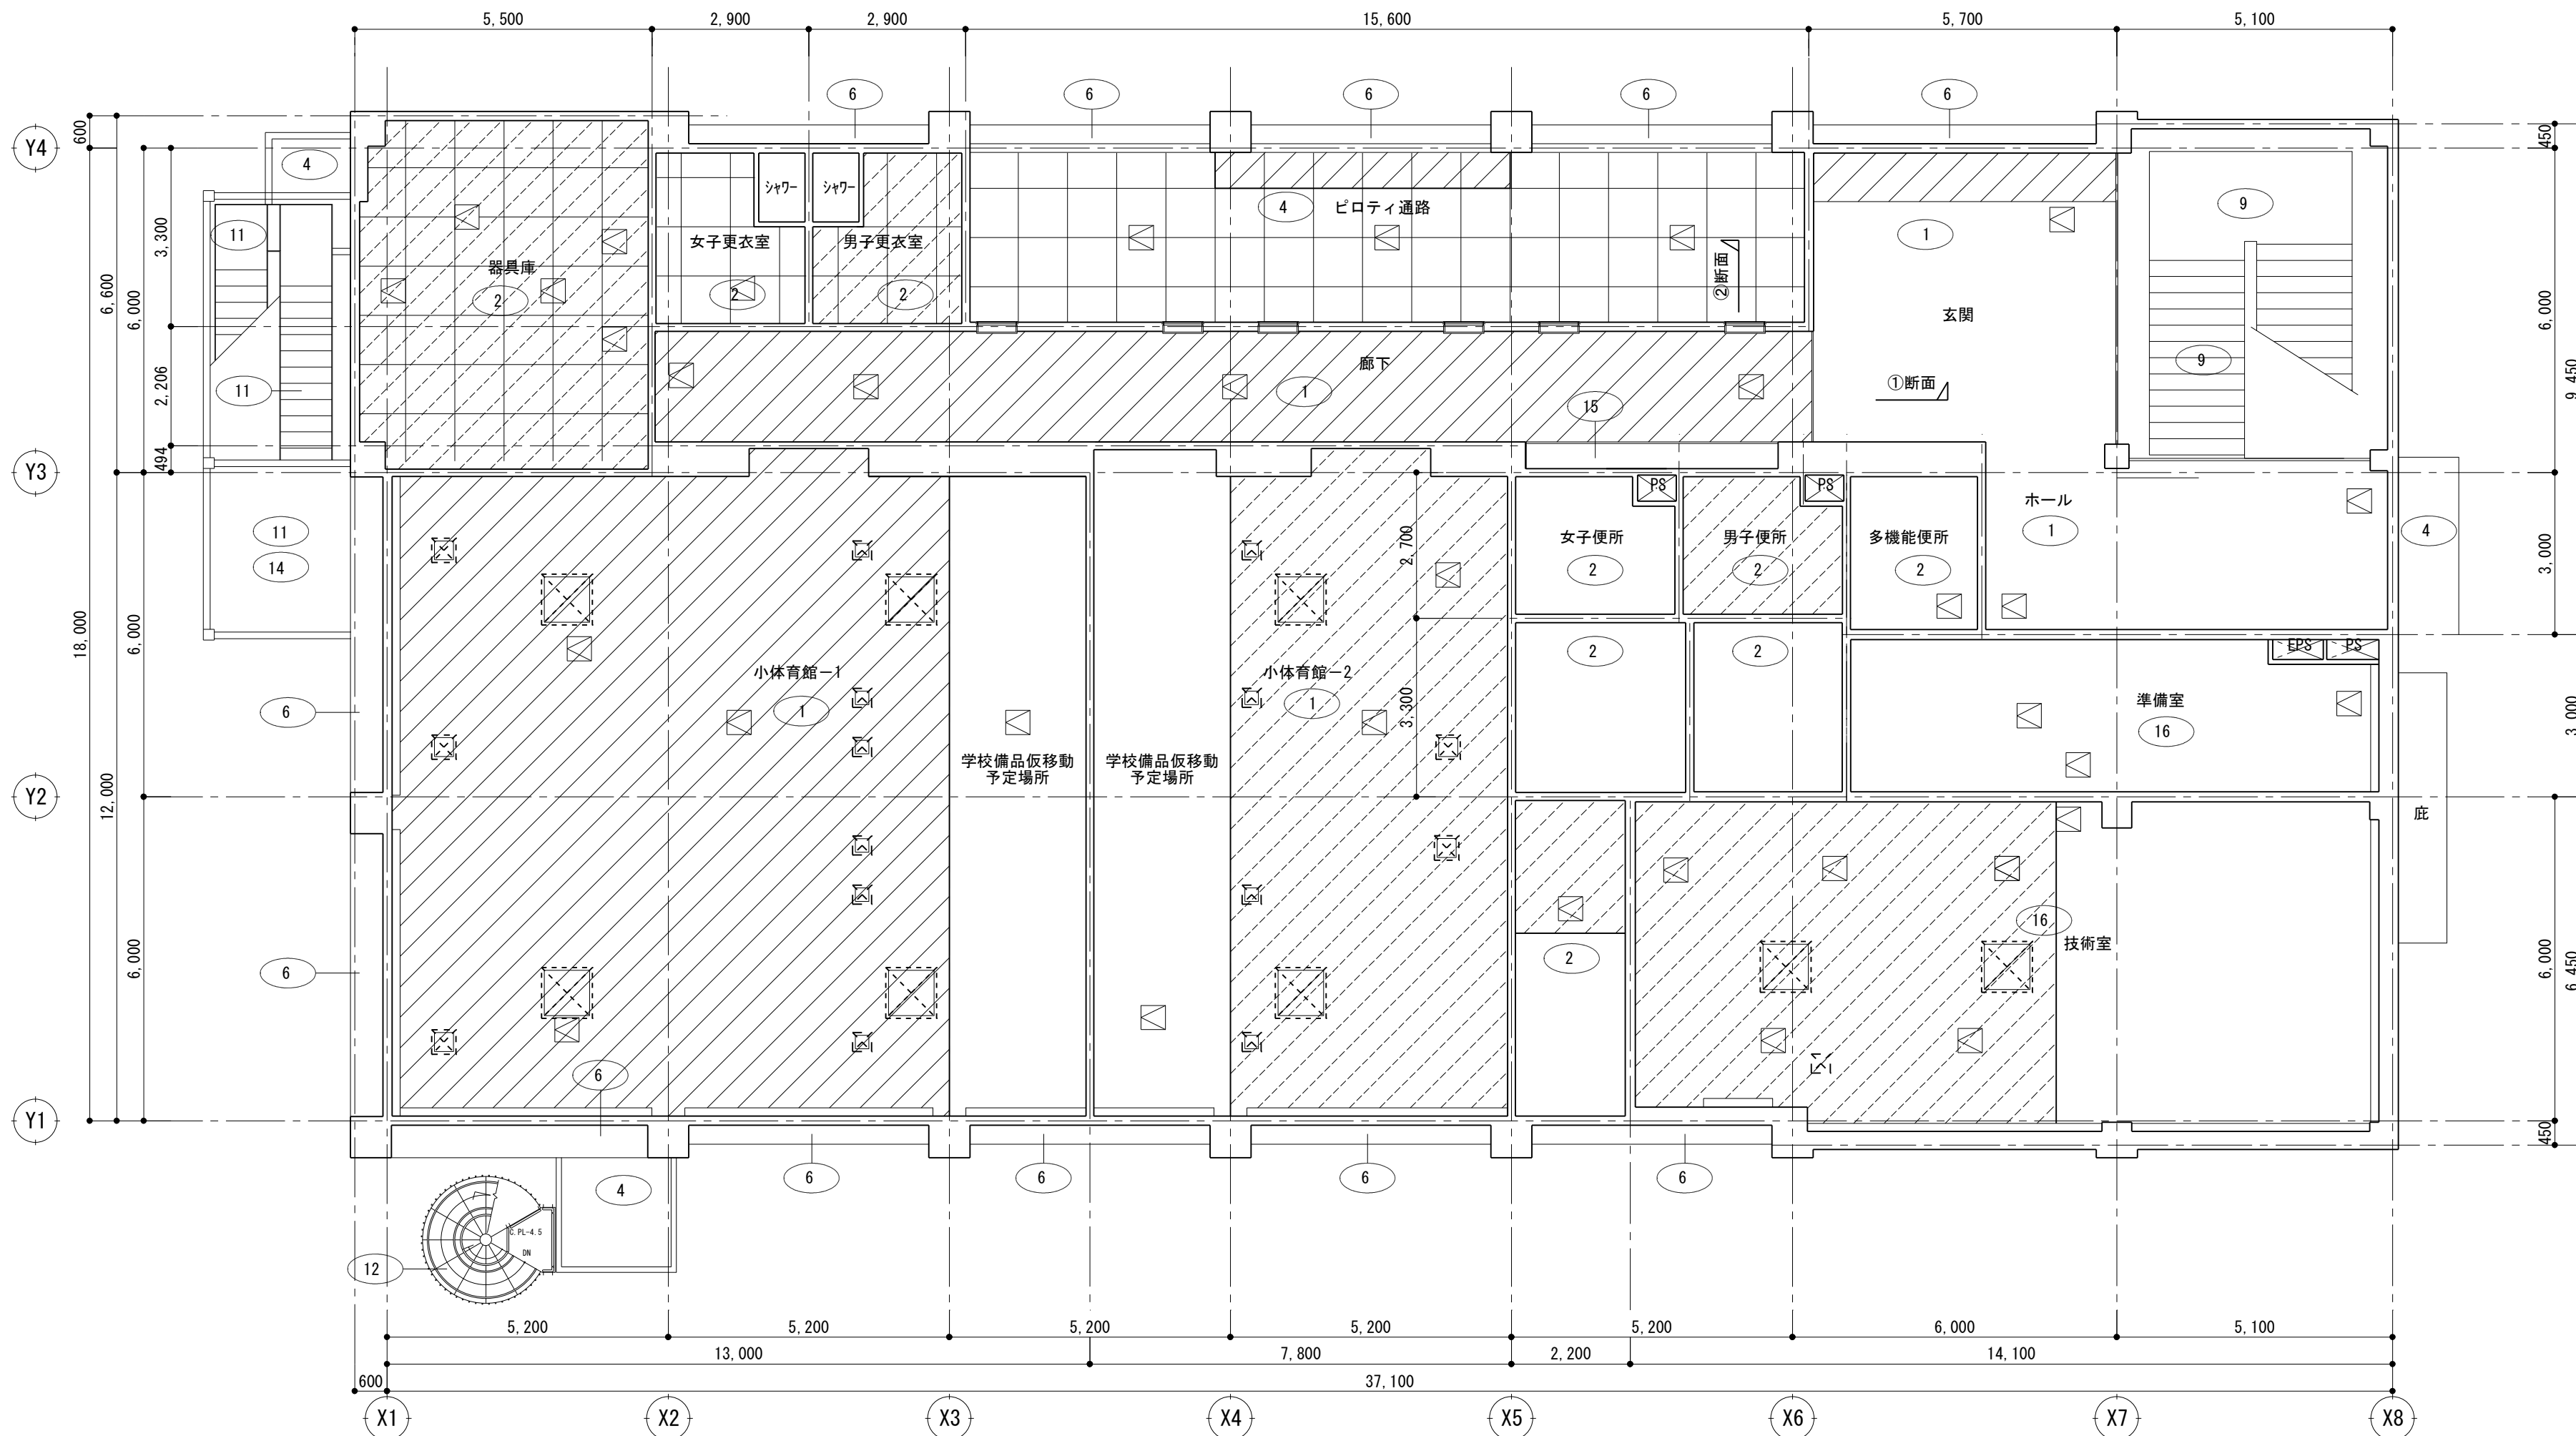 5,500
2,900
2,900
15,600
5,700
5,100
6
6
6
6
6
600
450
Y4
4
シャワー
シャワー
9
11
4
ピロティ通路
1
3,300
女子更衣室
男子更衣室
器具庫
2
2
2
②断面
玄関
6,600
6,000
6,000
9
廊下
①断面
11
1
15
2,206
9,450
494
Y3
PS
PS
ホール
11
女子便所
男子便所
多機能便所
1
4
14
2
2
2
2,700
3,000
18,000
6,000
小体育館－1
小体育館－2
2
2
EPS
PS
6
1
1
3,300
準備室
16
3,000
学校備品仮移動
予定場所
学校備品仮移動
予定場所
Y2
12,000
庇
16
技術室
6
2
6,000
6,000
6,450
6
Y1
450
6
6
6
6
4
C.PL-4.5
DN
12
5,200
5,200
5,200
5,200
5,200
6,000
5,100
13,000
7,800
2,200
14,100
600
37,100
X1
X2
X3
X4
X5
X6
X7
X8